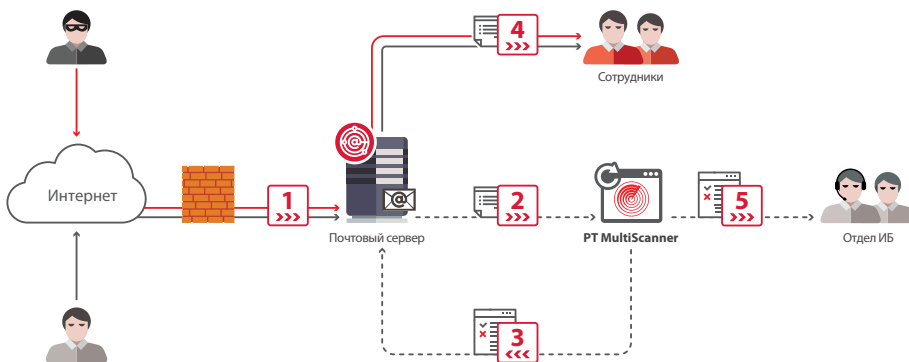 4
>>>
Сотрудники
Интернет
1
>>>
@
@
Почтовый сервер
2
>>>
PT MultiScanner
5
>>>
Отдел ИБ
3
<<<